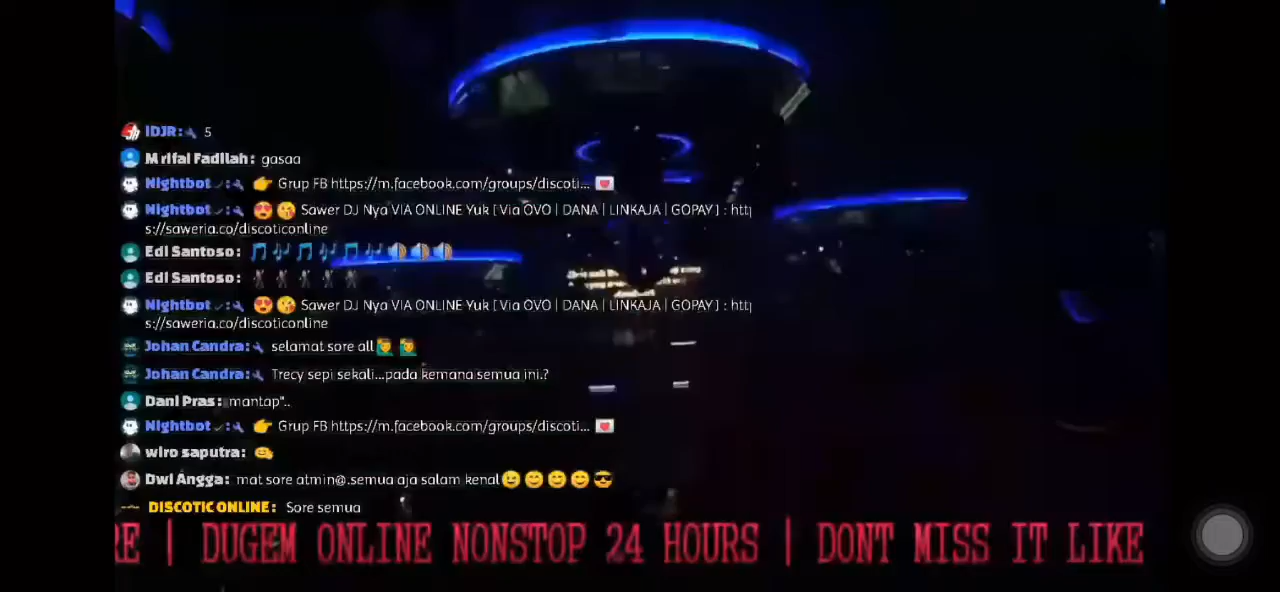 IDJR: 5
M rifal Fadilah: gasaa
Nightbot: 👉 Grup FB https://m.facebook.com/groups/discoti... 💌
Nightbot: 😍 😘 Sawer DJ Nya VIA ONLINE Yuk [ Via OVO | DANA | LINKAJA | GOPAY ] : http
s://saweria.co/discoticonline
Edi Santoso: 🎵 🎶 🎵 🎶 🎵 🎶 🔊 🔊 🔊
Edi Santoso: 🕺 🕺 🕺 🕺 🕺
Nightbot: 😍 😘 Sawer DJ Nya VIA ONLINE Yuk [ Via OVO | DANA | LINKAJA | GOPAY ] : http
s://saweria.co/discoticonline
Johan Candra: selamat sore all 🙋‍♂️ 🙋‍♂️
Johan Candra: Trecy sepi sekali...pada kemana semua ini.?
Dani Pras: mantap"..
Nightbot: 👉 Grup FB https://m.facebook.com/groups/discoti... 💌
wiro saputra:
Dwi Angga: mat sore atmin@.semua aja salam kenal😉 😊 😊 😊 😎
DISCOTIC ONLINE: Sore semua
RE | DUGEM ONLINE NONSTOP 24 HOURS | DONT MISS IT LIKE